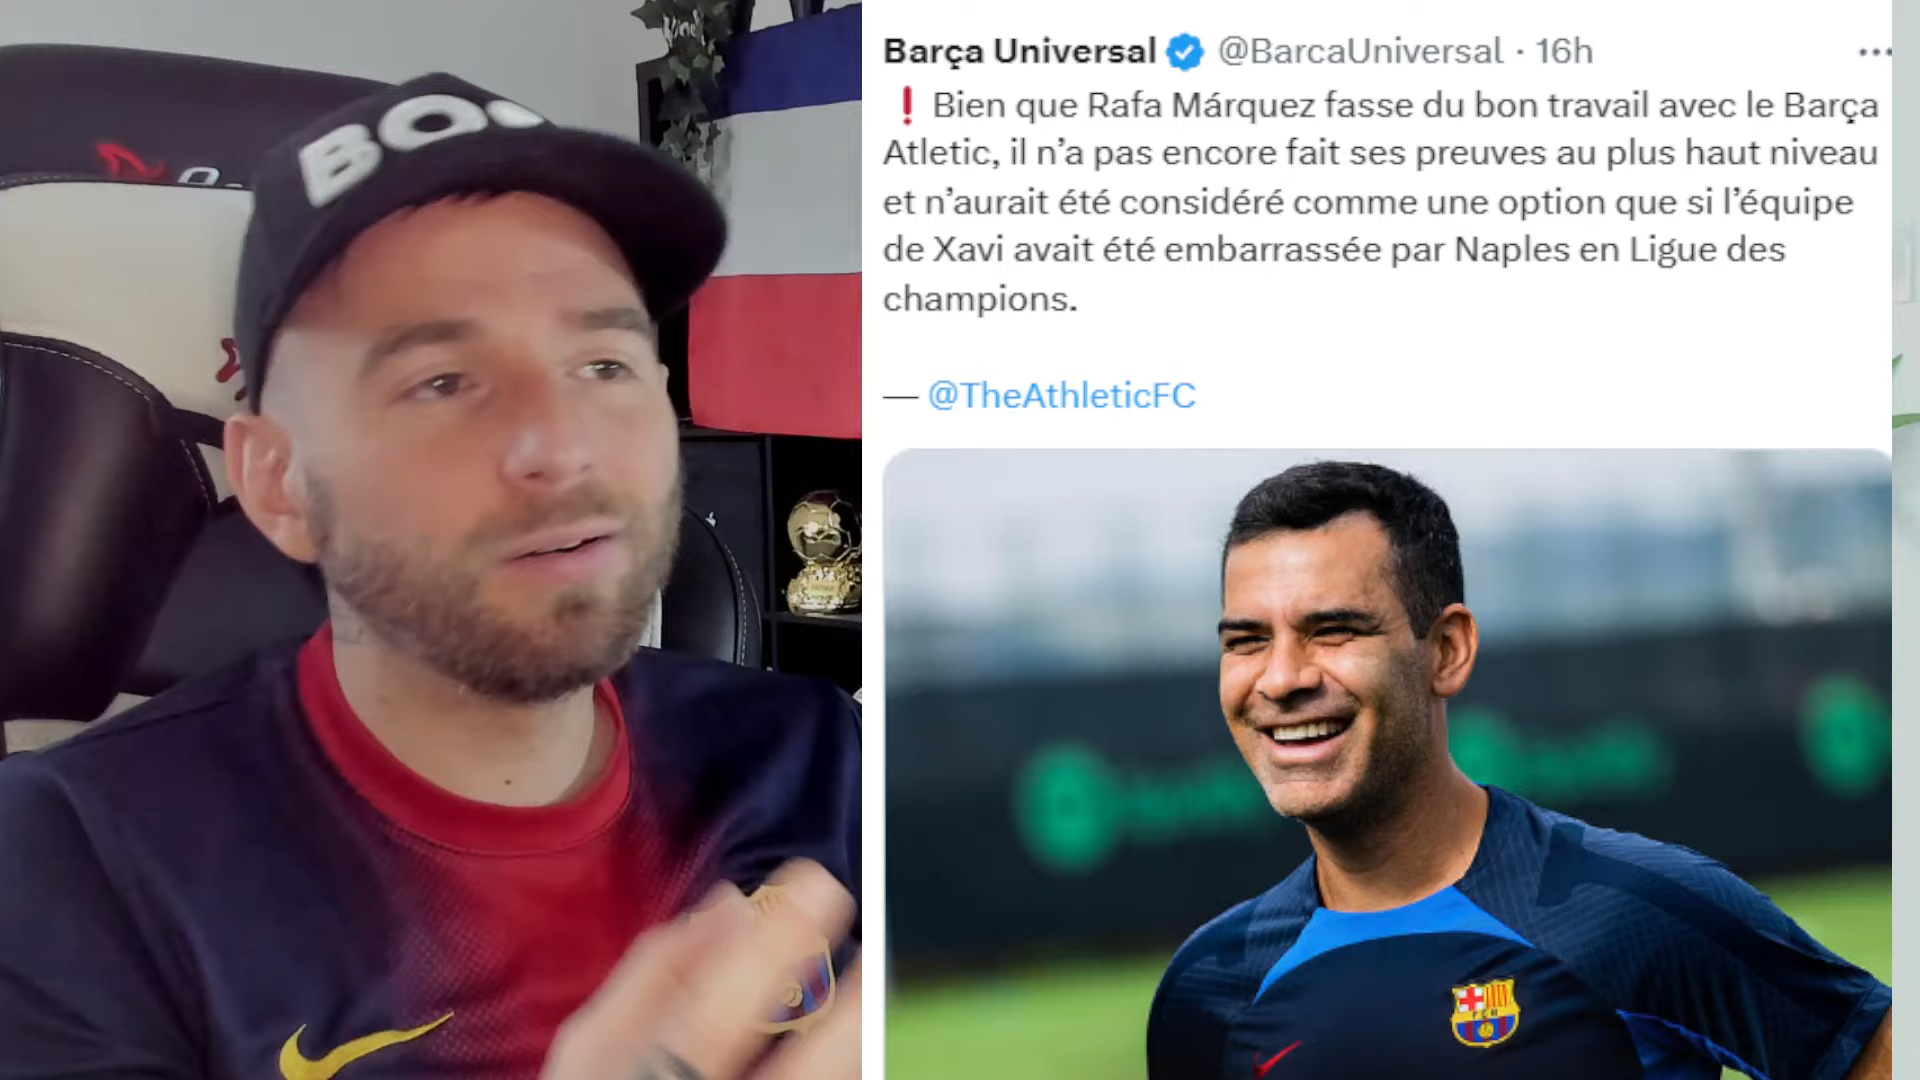 BOS
Barça Universal @BarcaUniversal · 16h
❗ Bien que Rafa Márquez fasse du bon travail avec le Barça
Atletic, il n’a pas encore fait ses preuves au plus haut niveau
et n’aurait été considéré comme une option que si l’équipe
de Xavi avait été embarrassée par Naples en Ligue des
champions.
— @TheAthleticFC